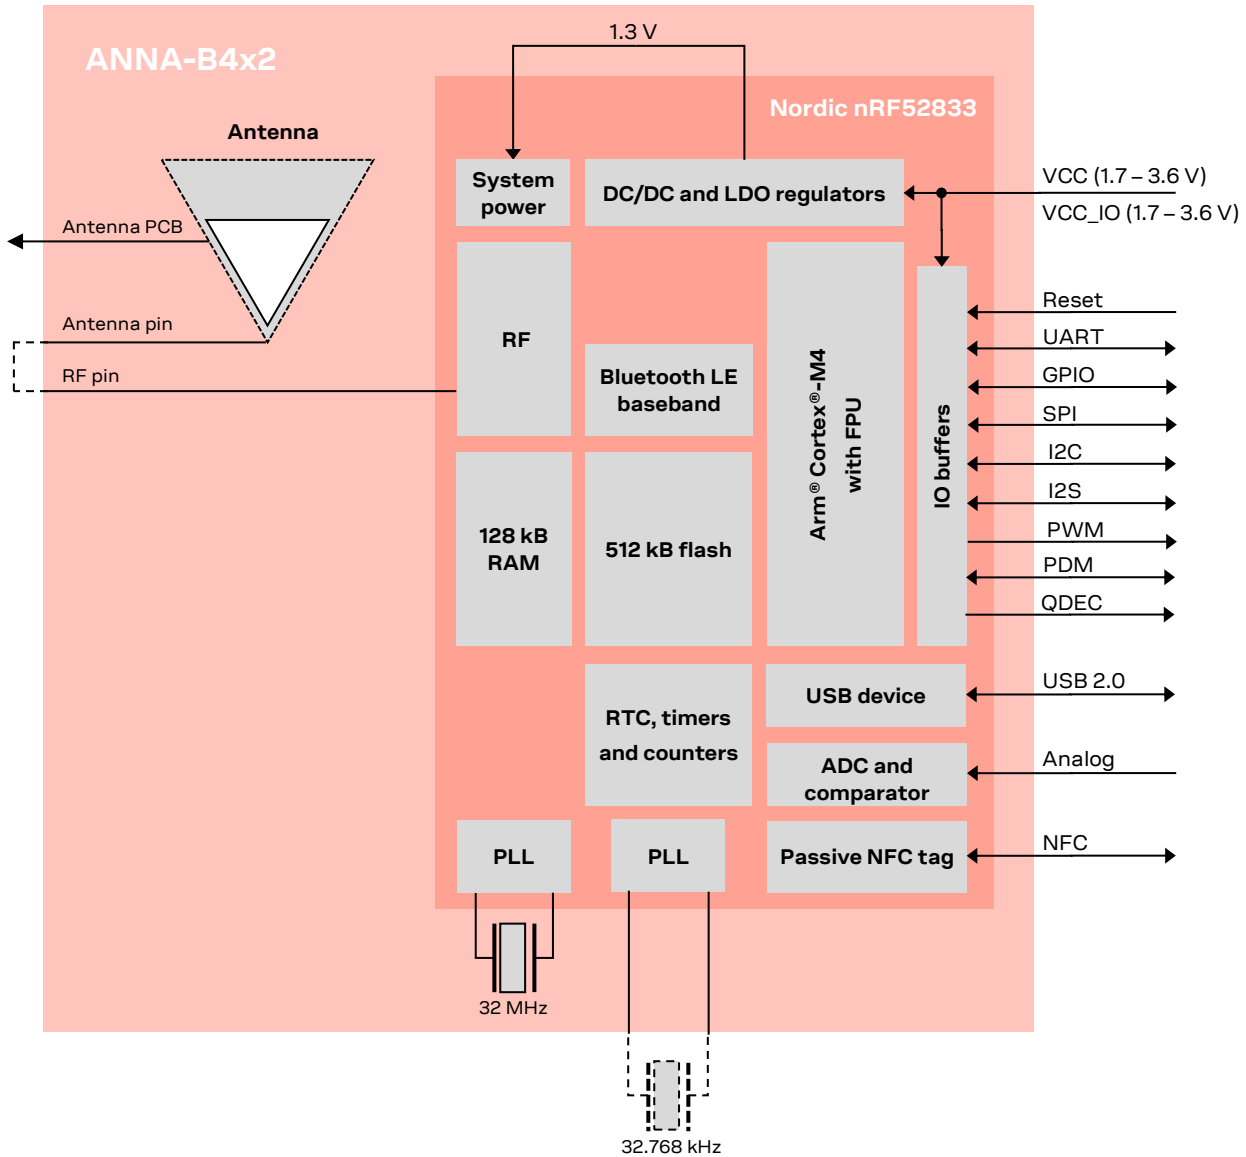 1.3 V
ANNA-B4x2
Nordic nRF52833
Antenna
System
power
DC/DC and LDO regulators
VCC (1.7 – 3.6 V)
VCC_IO (1.7 – 3.6 V)
Antenna PCB
Antenna pin
RF pin
RF
Bluetooth LE
baseband
Arm® Cortex®-M4
with FPU
IO buffers
Reset
UART
GPIO
SPI
I2C
I2S
PWM
PDM
QDEC
128 kB
RAM
512 kB flash
RTC, timers
and counters
USB device
USB 2.0
ADC and
comparator
Analog
PLL
PLL
Passive NFC tag
NFC
32 MHz
32.768 kHz